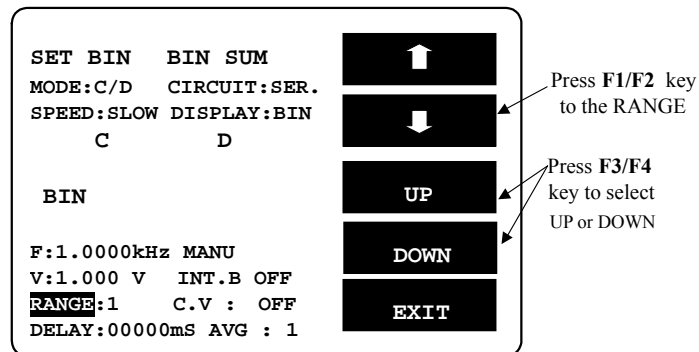 SET BIN BIN SUM
MODE:C/D CIRCUIT:SER.
SPEED:SLOW DISPLAY:BIN
C D
BIN
F:1.0000kHz MANU
V:1.000 V INT.B OFF
RANGE:1 C.V : OFF
DELAY:00000mS AVG : 1
UP
DOWN
EXIT
Press F1/F2 key
to the RANGE
Press F3/F4
key to select
UP or DOWN